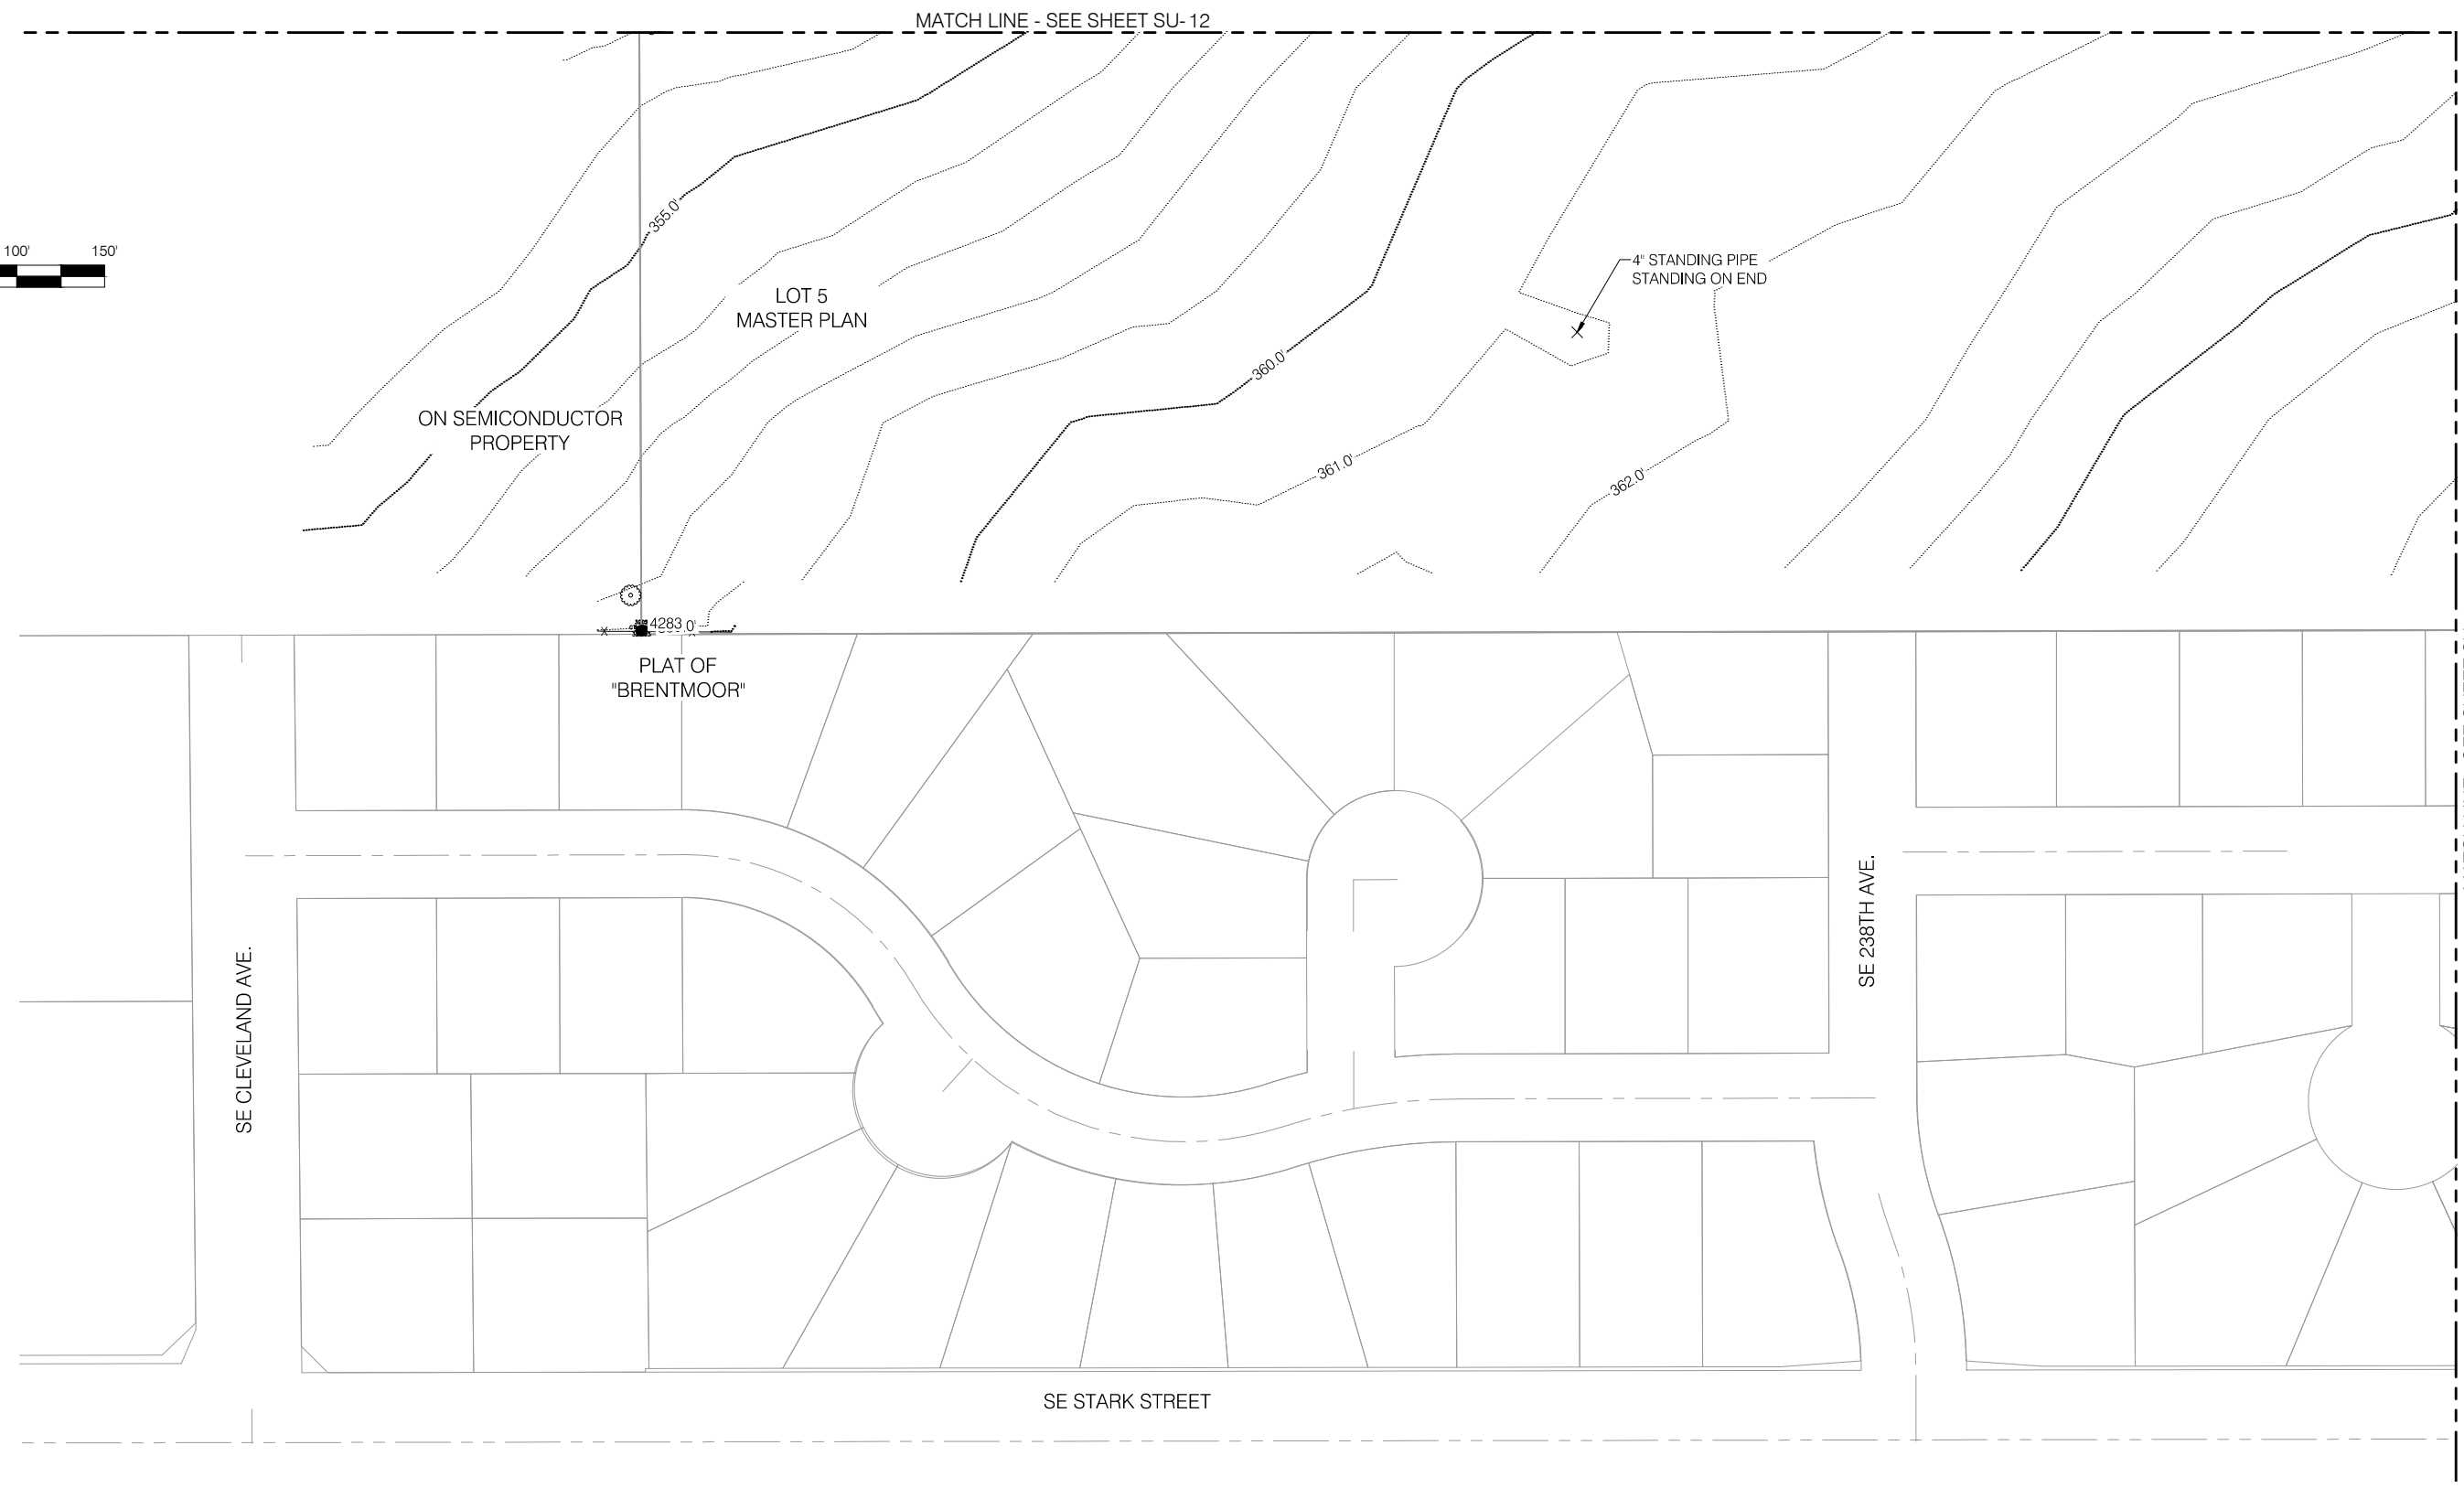 MATCH LINE - SEE SHEET SU-12
355.0'
100' 150'
4" STANDING PIPE
STANDING ON END
LOT 5
MASTER PLAN
360.0'
ON SEMICONDUCTOR
PROPERTY
361.0'
362.0'
4283
PLAT OF
"BRENTMOOR"
SE CLEVELAND AVE.
SE 238TH AVE.
SE STARK STREET